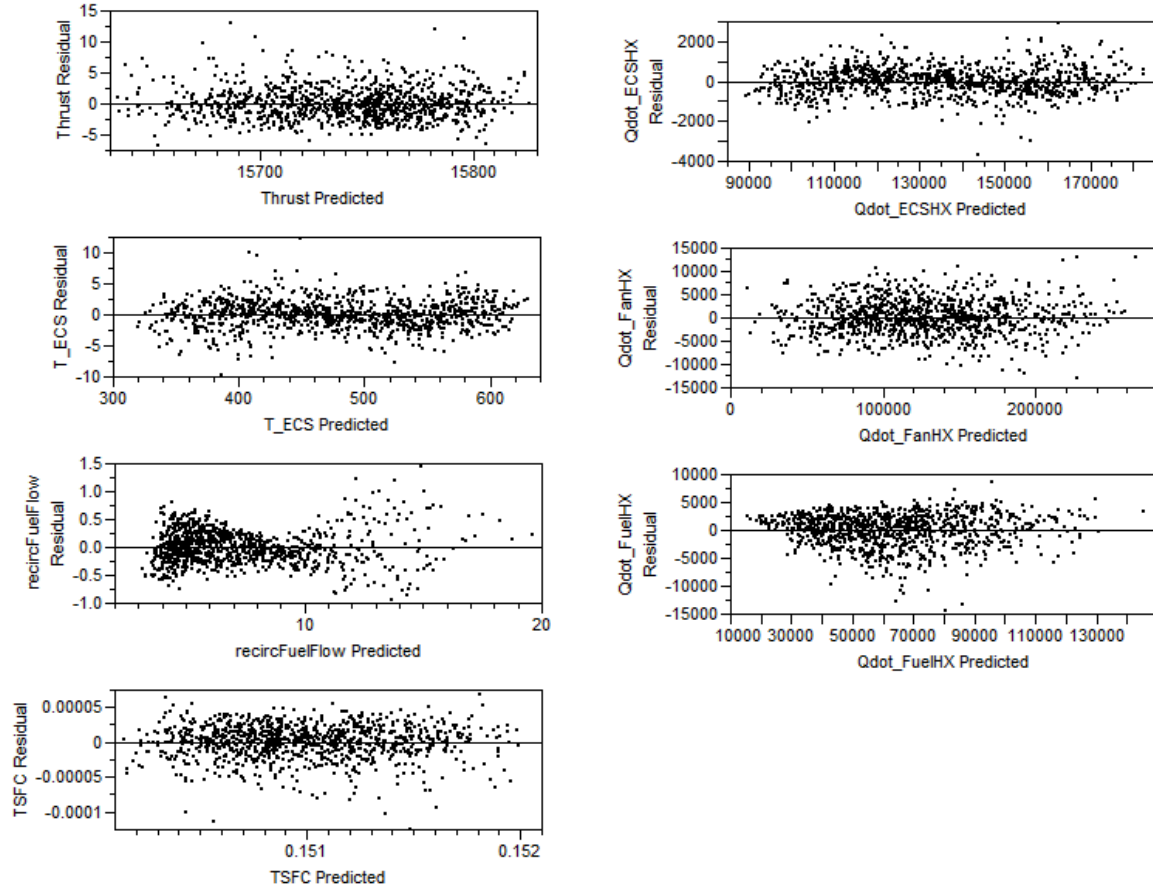 15
10
5
0
-5
Thrust Residual
15700 15800
Thrust Predicted
10
5
0
-5
-10
T_ECS Residual
300 400 500 600
T_ECS Predicted
1.5
1.0
0.5
0.0
-0.5
-1.0
recircFuelFlow
Residual
10 20
recircFuelFlow Predicted
0.00005
0
-0.00005
-0.0001
TSFC Residual
0.151 0.152
TSFC Predicted
2000
0
-2000
-4000
Qdot_ECSHX
Residual
90000 110000 130000 150000 170000
Qdot_ECSHX Predicted
15000
10000
5000
0
-5000
-10000
-15000
Qdot_FanHX
Residual
0 100000 200000
Qdot_FanHX Predicted
10000
5000
0
-5000
-10000
-15000
Qdot_FuelHX
Residual
10000 30000 50000 70000 90000 110000 130000
Qdot_FuelHX Predicted